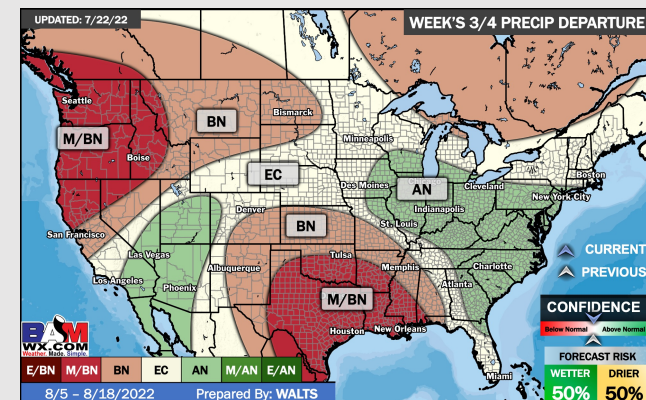 UPDATED: 7/22/22
WEEK'S 3/4 PRECIP DEPARTURE
Seattle
M/BN
BN
Bismarck
Boise
Minneapolis
EC
Des Moines
AN
Cleveland
Boston
New York City
Indianapolis
Denver
St. Louis
San Francisco
BN
Las Vegas
Tulsa
Albuquerque
Memphis
Charlotte
Los Angeles
Phoenix
Atlanta
M/BN
Houston
New Orleans
Miami
CURRENT
PREVIOUS
CONFIDENCE
Below Normal
Above Normal
FORECAST RISK
WETTER
DRIER
50%
50%
BAM
WX.COM
Weather. Made. Simple.
E/BN M/BN BN EC AN M/AN E/AN
8/5 – 8/18/2022 Prepared By: WALTS